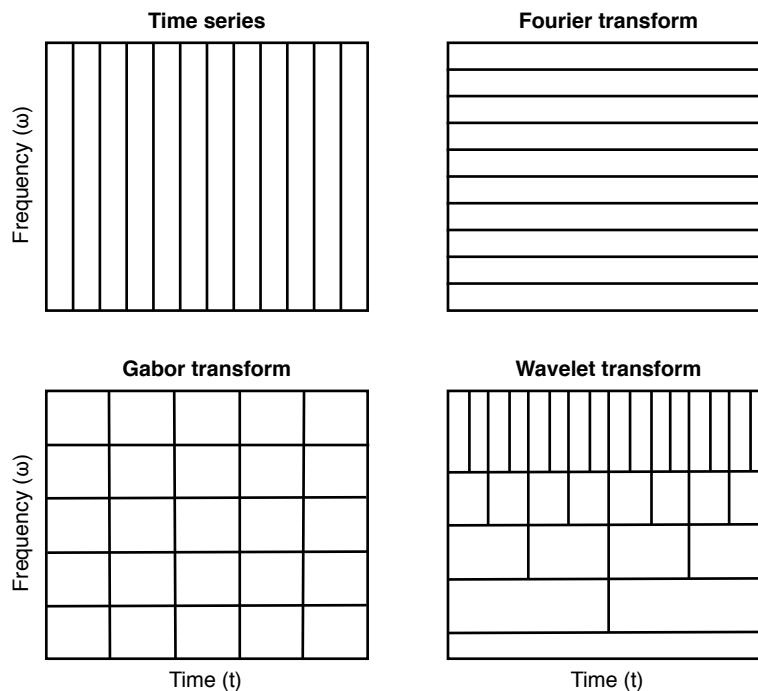 Time series
Fourier transform
Frequency (ω)
Gabor transform
Wavelet transform
Frequency (ω)
Time (t)
Time (t)